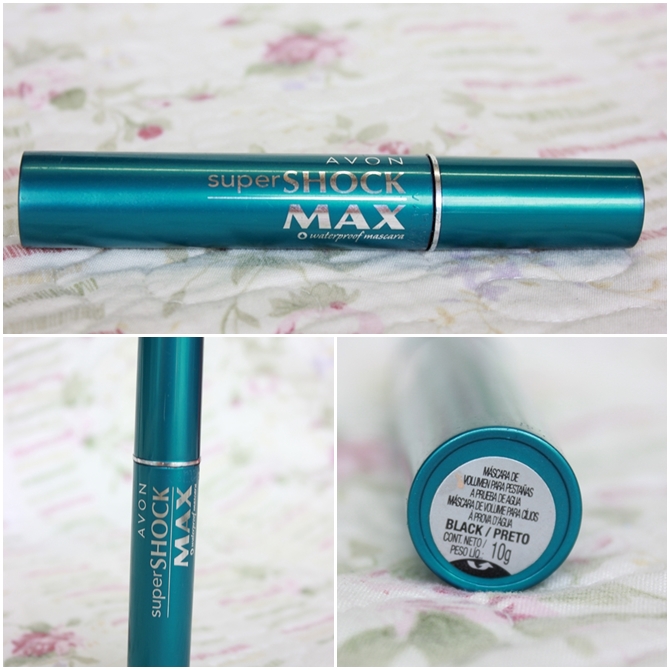 AVON
superSHOCK
MAX
waterproof mascara
AVON
superSHOCK
MAX
MÁSCARA DE
VOLUMEN PARA PESTAÑAS
A PRUEBA DE AGUA
MÁSCARA DE VOLUME PARA CÍLIOS
À PROVA D'ÁGUA
BLACK / PRETO
CONT. NETO /
PESO LÍQ. 10g